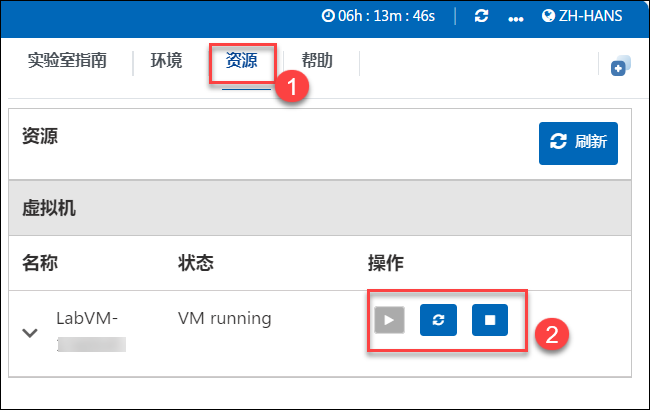 06h : 13m : 46s ZH-HANS
实验室指南 环境 资源 帮助
1
资源 刷新
虚拟机
名称 状态 操作
LabVM- VM running
2